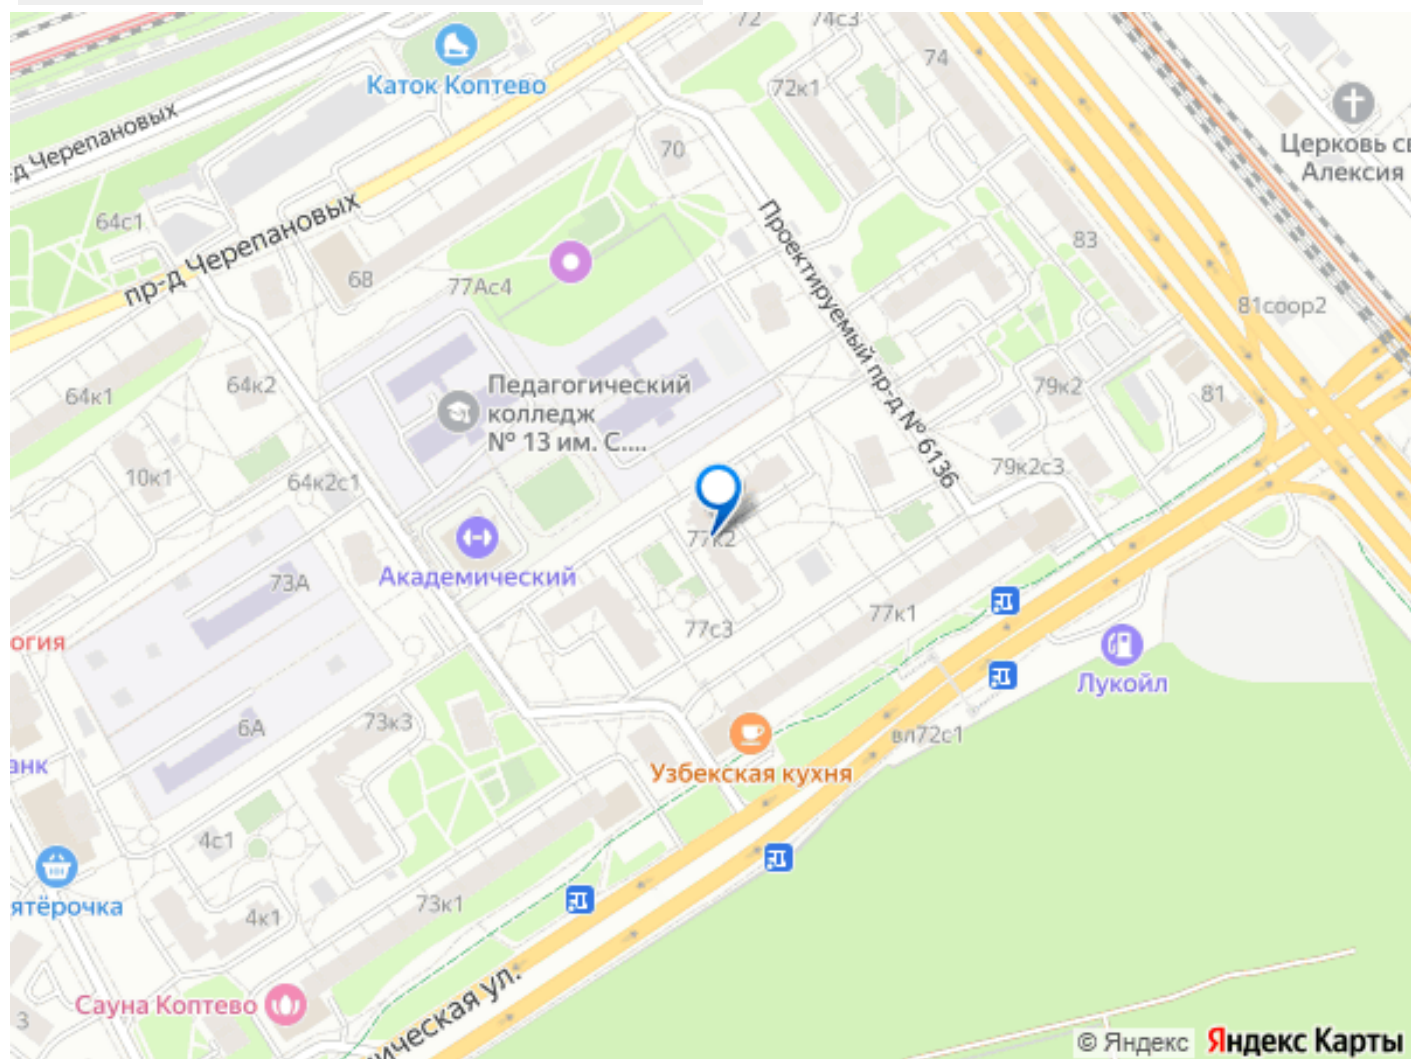 72
74с3
74
Каток Коптево
72к1
Церковь св
Алексия
-д Черепановых
70
64с1
пр-д Черепановых
Проектируемый пр-д № 6136
83
68
77Ас4
81соор2
64к2
64к1
Педагогический
колледж
№ 13 им. С....
79к2
81
10к1
64к2с1
79к2с3
77к2
Академический
73А
77к1
77с3
огия
Лукойл
6А
73к3
вл72с1
анк
Узбекская кухня
4с1
ятёрочка
4к1
73к1
Сауна Коптево
3
ическая ул.
© Яндекс Яндекс Карты